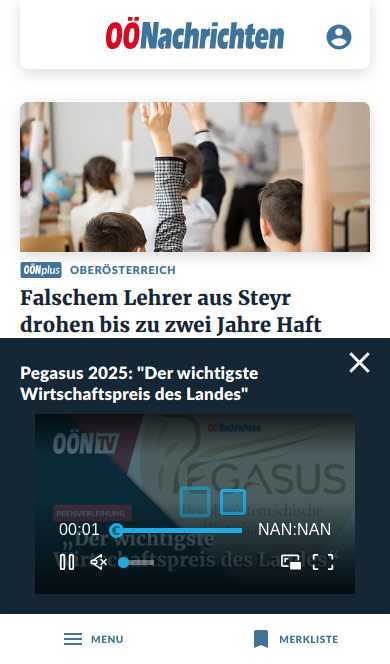 OÖNachrichten
OÖNplus OBERÖSTERREICH
Falschem Lehrer aus Steyr
drohen bis zu zwei Jahre Haft
Pegasus 2025: "Der wichtigste
Wirtschaftspreis des Landes"
OÖN TV
OÖNachrichten
PEGASUS
PREISVERLEIHUNG
00:01
NAN:NAN
„Der wichtigste
Wirtschaftspreis des Landes“
MENU
MERKLISTE